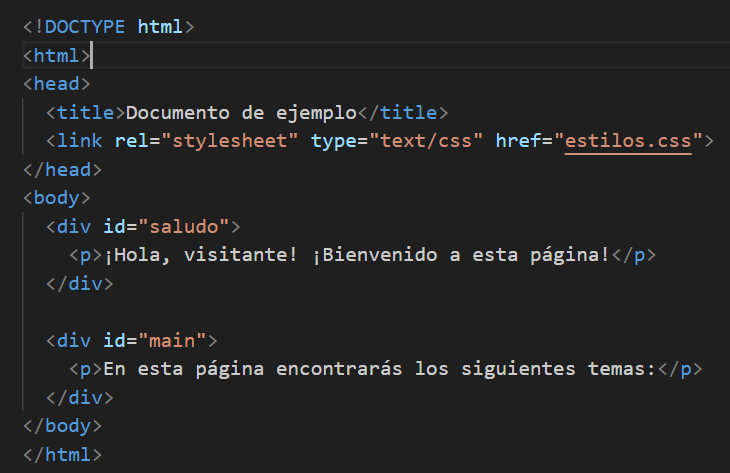 <!DOCTYPE html>
<html>
<head>
  <title>Documento de ejemplo</title>
  <link rel="stylesheet" type="text/css" href="estilos.css">
</head>
<body>
  <div id="saludo">
    <p>¡Hola, visitante! ¡Bienvenido a esta página!</p>
  </div>

  <div id="main">
    <p>En esta página encontrarás los siguientes temas:</p>
  </div>
</body>
</html>